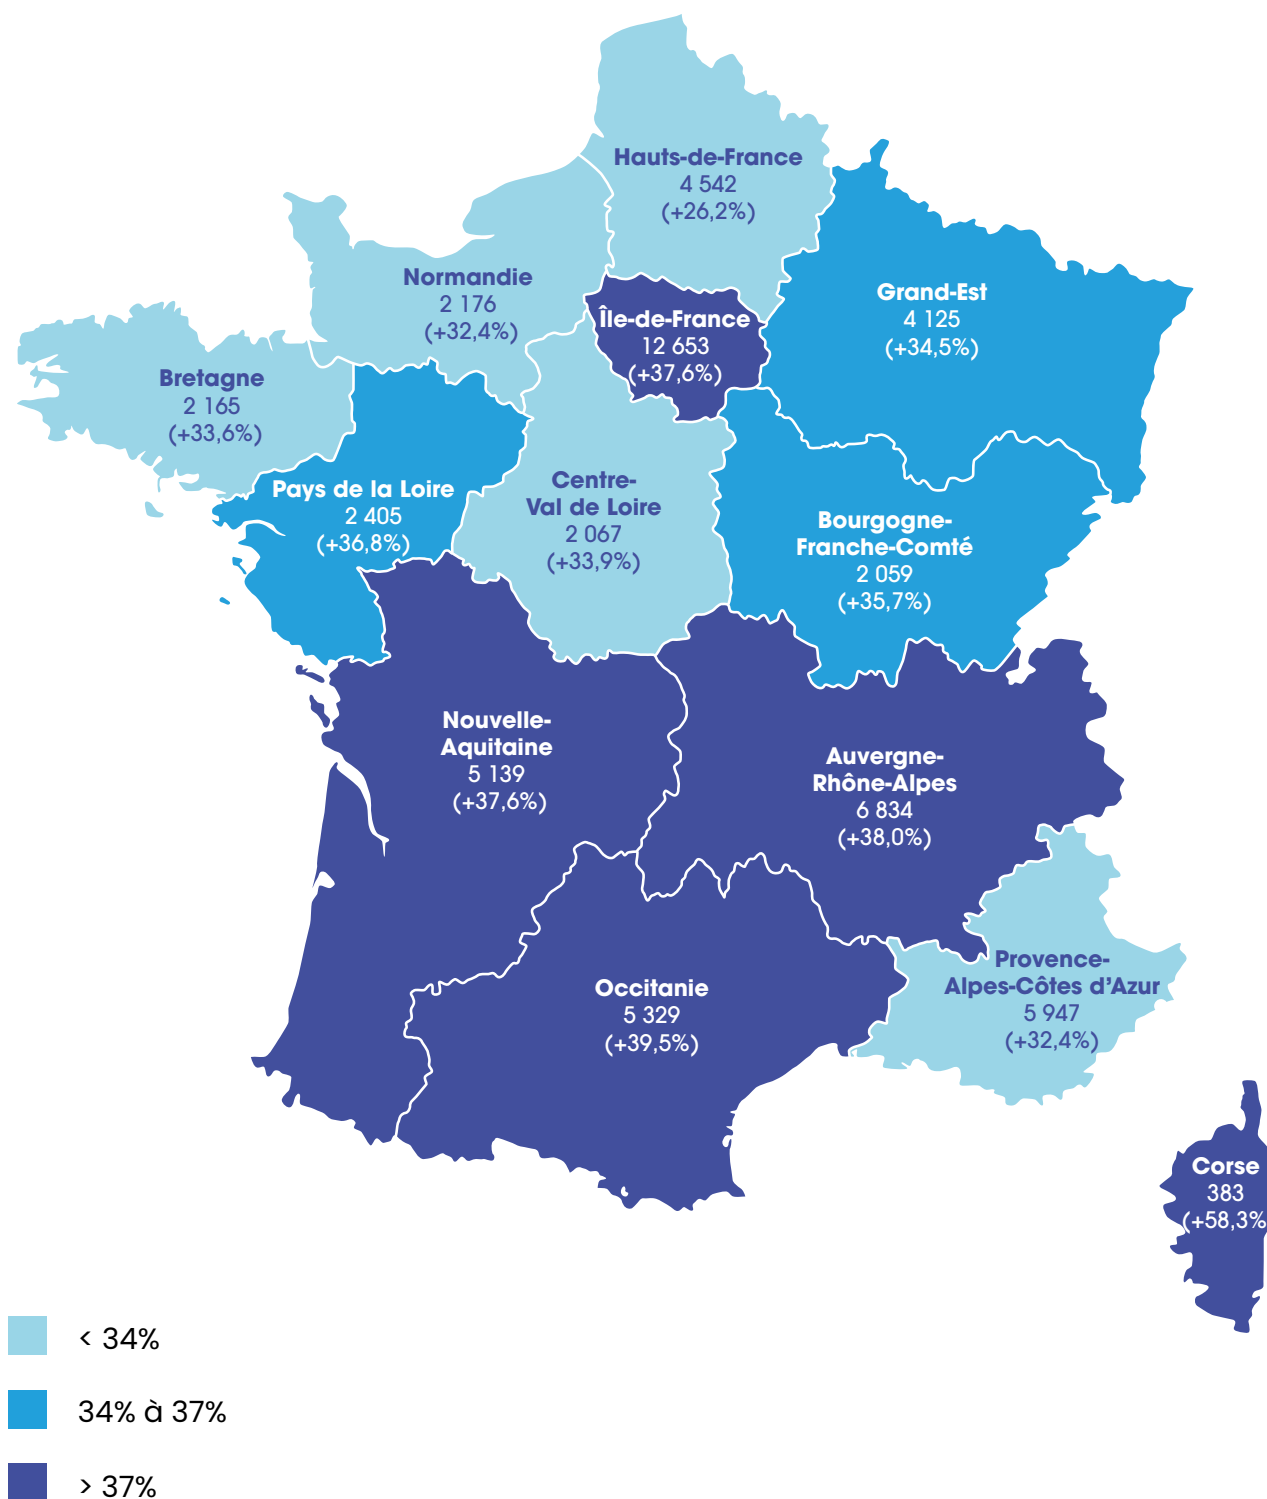 Hauts-de-France
4 542
(+26,2%)
Normandie
2 176
(+32,4%)
Île-de-France
12 653
(+37,6%)
Grand-Est
4 125
(+34,5%)
Bretagne
2 165
(+33,6%)
Pays de la Loire
2 405
(+36,8%)
Centre-
Val de Loire
2 067
(+33,9%)
Bourgogne-
Franche-Comté
2 059
(+35,7%)
Nouvelle-
Aquitaine
5 139
(+37,6%)
Auvergne-
Rhône-Alpes
6 834
(+38,0%)
Occitanie
5 329
(+39,5%)
Provence-
Alpes-Côtes d'Azur
5 947
(+32,4%)
Corse
383
(+58,3%
< 34%
34% à 37%
> 37%